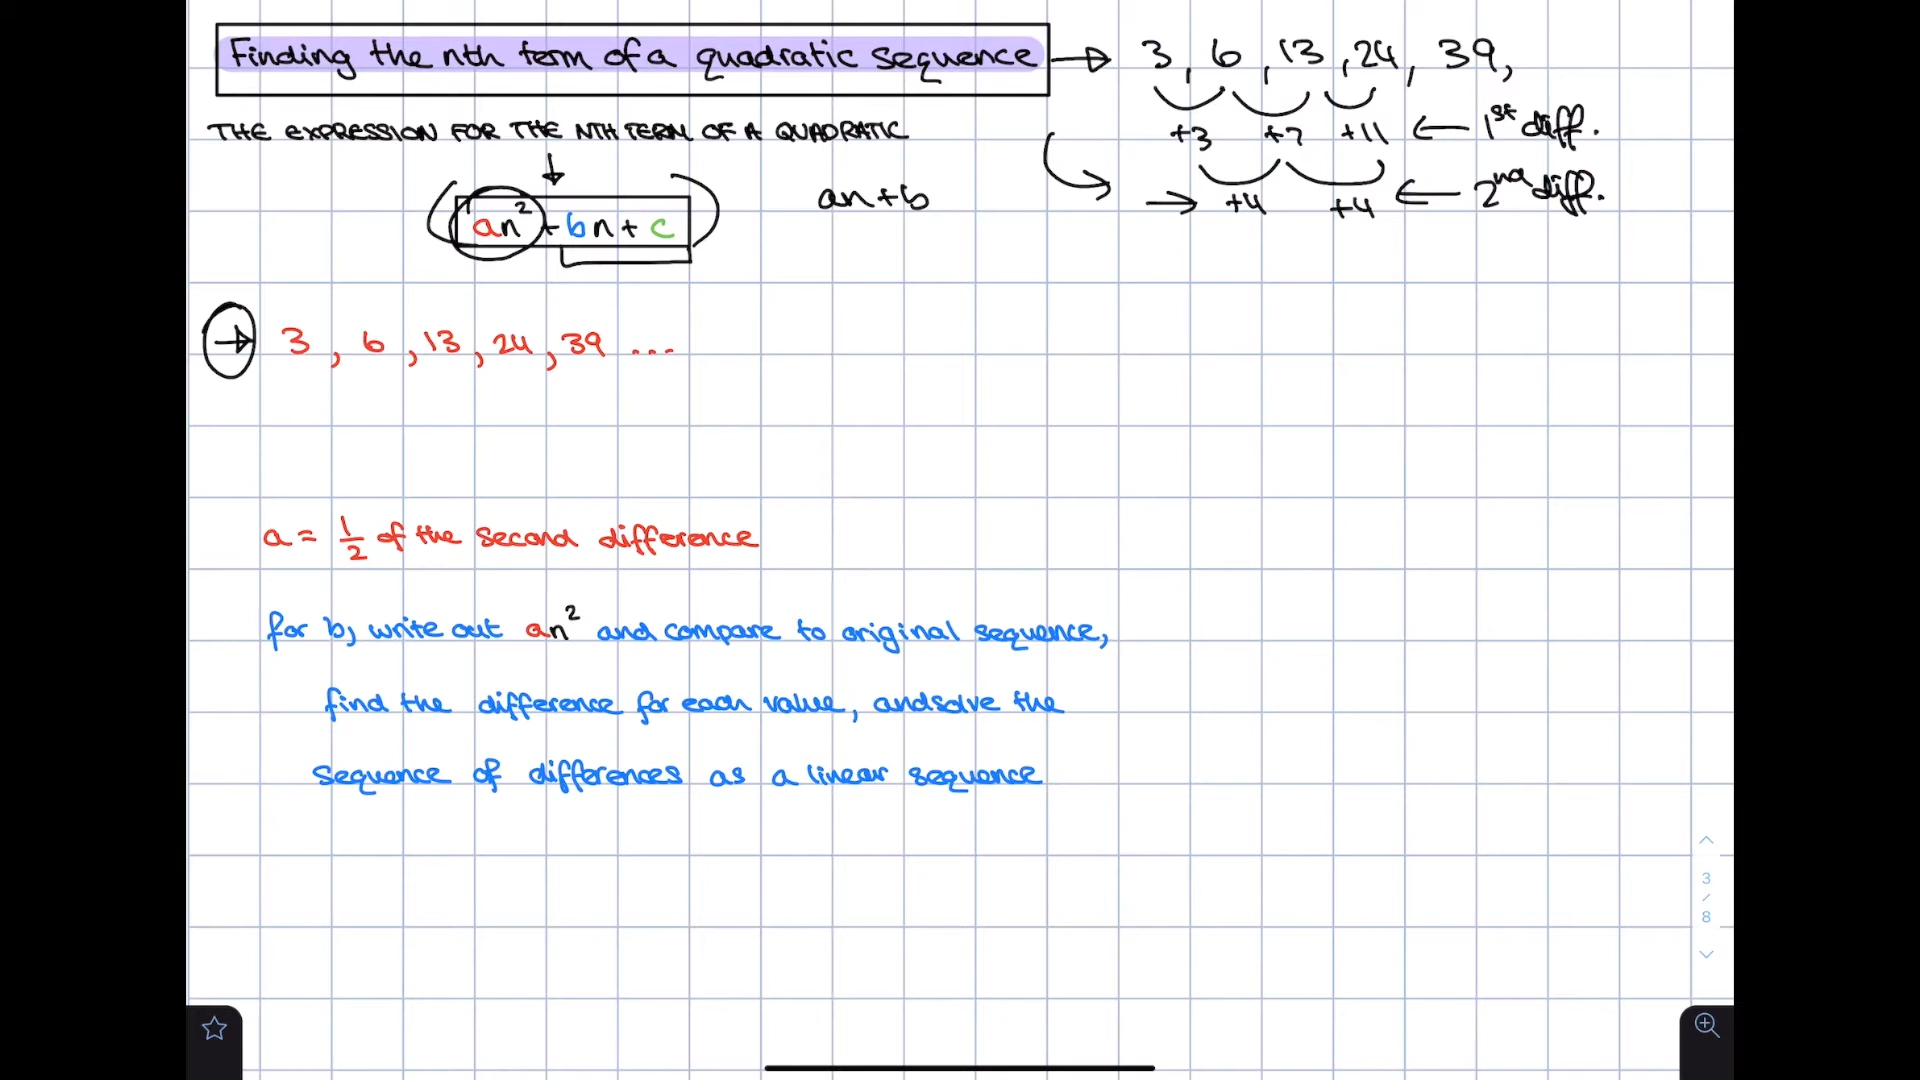 Finding the nth term of a quadratic sequence → 3, 6, 13, 24, 39,
THE EXPRESSION FOR THE NTH TERM OF A QUADRATIC
+3 +7 +11 ← 1st diff.
an² + bn + c
an+b
→ +4 +4 ← 2nd diff.
→ 3, 6, 13, 24, 39 ...
a = 1/2 of the second difference
for b, write out an² and compare to original sequence,
find the difference for each value, and solve the
sequence of differences as a linear sequence
3 / 8